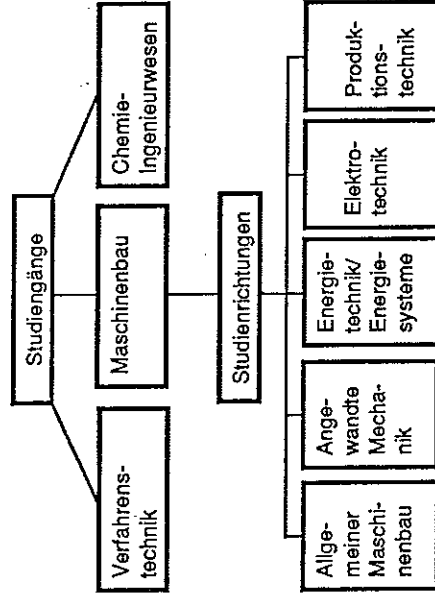 Studiengänge
Verfahrens-
technik
Maschinenbau
Chemie-
Ingenieurwesen
Studienrichtungen
Allge-
meiner
Maschi-
nenbau
Ange-
wandte
Mecha-
nik
Energie-
technik/
Energie-
systeme
Elektro-
technik
Produk-
tions-
technik